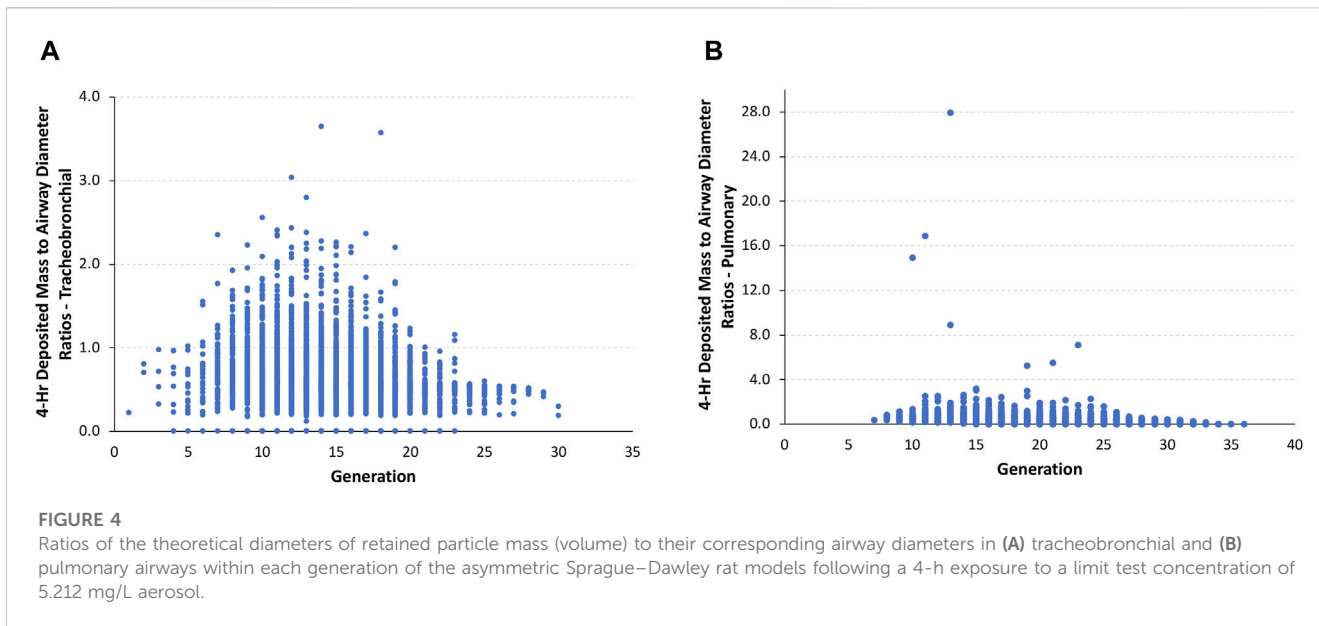 A
4-Hr Deposited Mass to Airway Diameter
Ratios - Tracheobronchial
4.0
3.0
2.0
1.0
0.0
0 5 10 15 20 25 30 35
Generation
B
4-Hr Deposited Mass to Airway Diameter
Ratios - Pulmonary
28.0
24.0
20.0
16.0
12.0
8.0
4.0
0.0
0 5 10 15 20 25 30 35 40
Generation
FIGURE 4
Ratios of the theoretical diameters of retained particle mass (volume) to their corresponding airway diameters in (A) tracheobronchial and (B)
pulmonary airways within each generation of the asymmetric Sprague–Dawley rat models following a 4-h exposure to a limit test concentration of
5.212 mg/L aerosol.